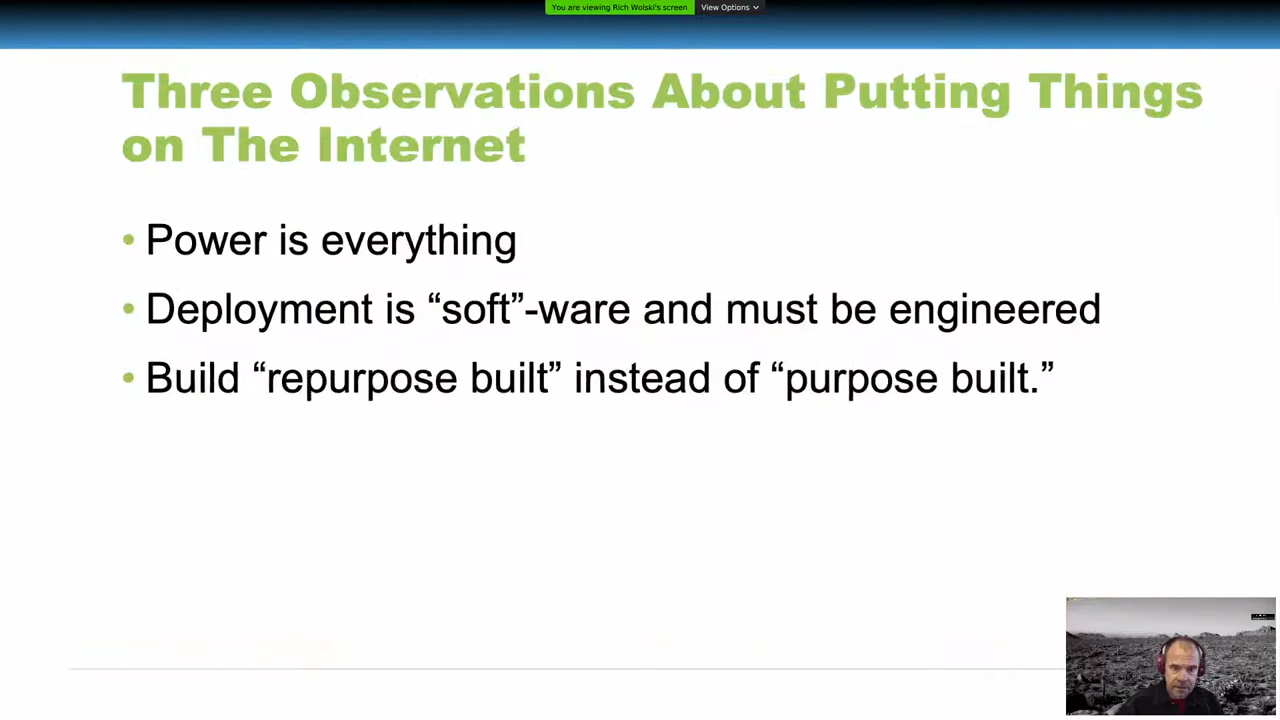 You are viewing Rich Wolski's screen
View Options
Three Observations About Putting Things
on The Internet
• Power is everything
• Deployment is “soft”-ware and must be engineered
• Build “repurpose built” instead of “purpose built.”